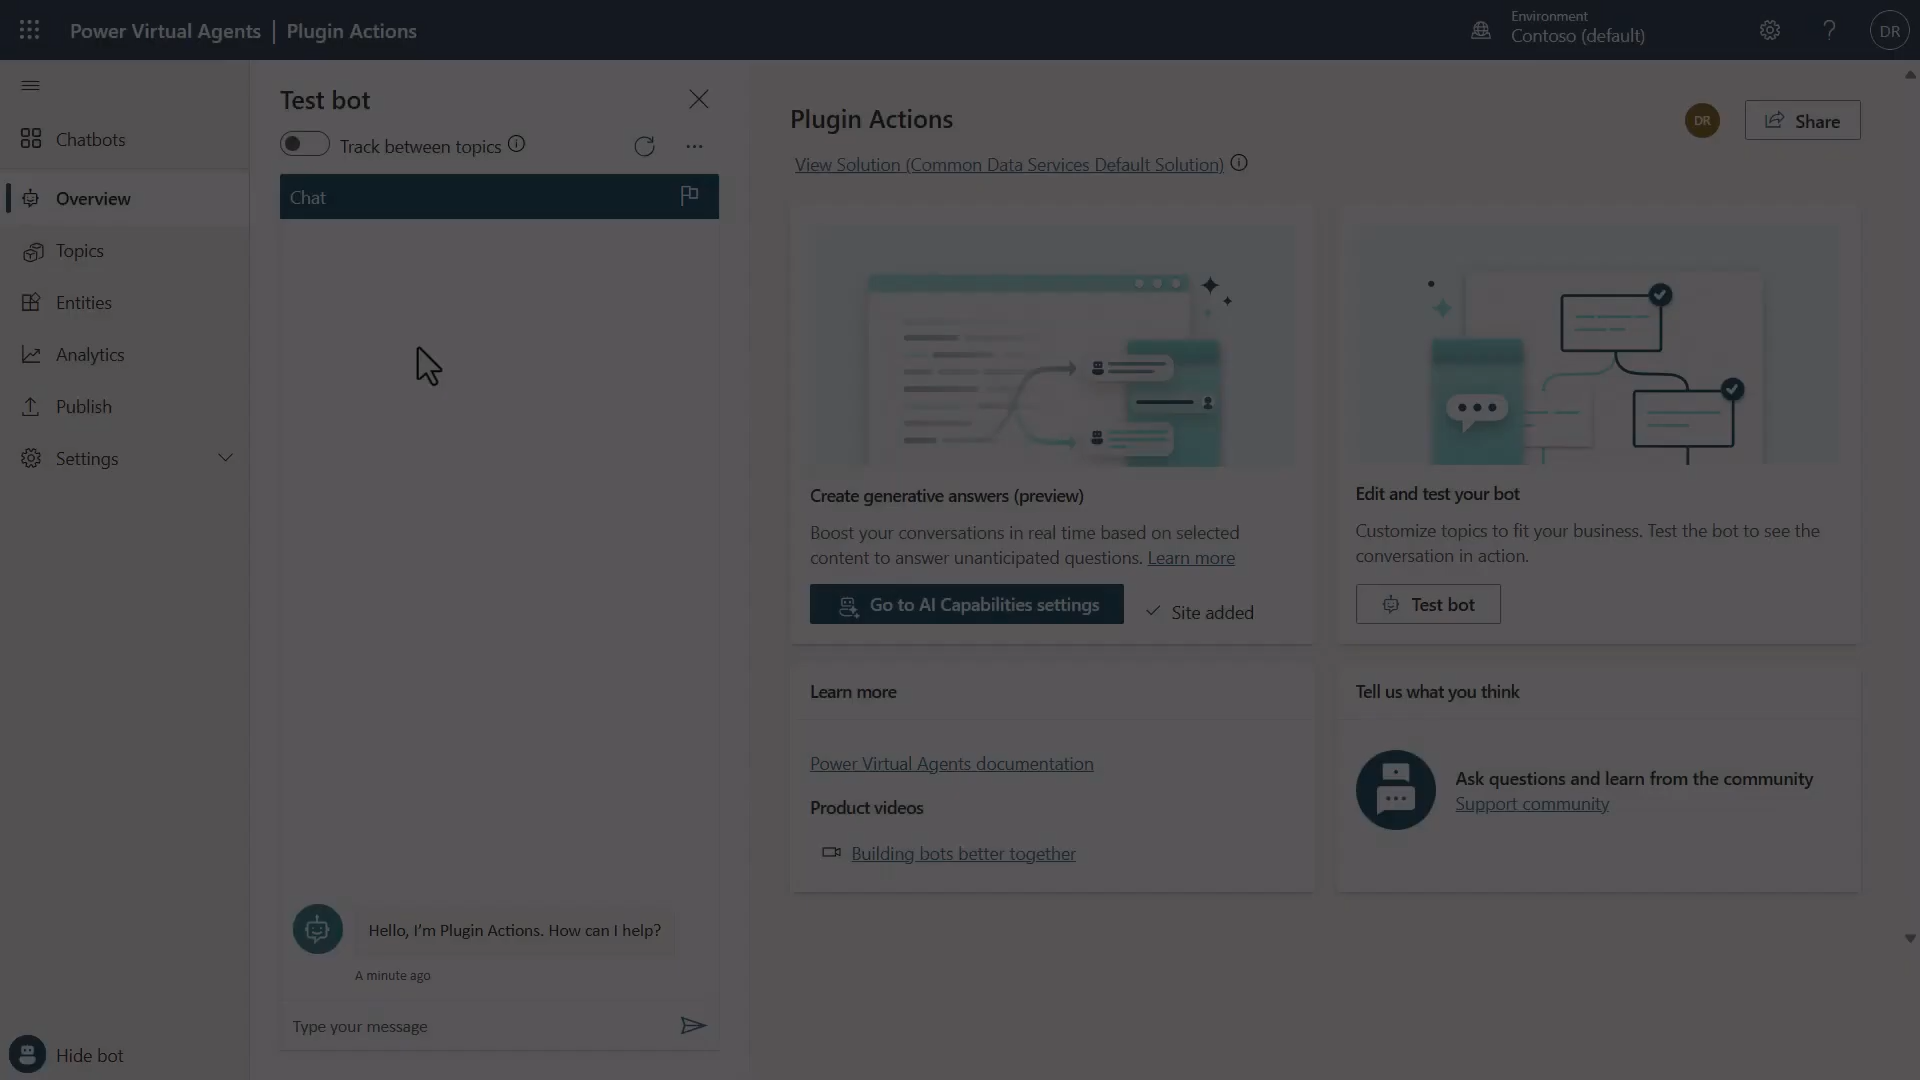 Power Virtual Agents | Plugin Actions
Environment
Contoso (default)
DR
Chatbots
Overview
Topics
Entities
Analytics
Publish
Settings
Hide bot
Test bot
Track between topics
Chat
Hello, I'm Plugin Actions. How can I help?
A minute ago
Type your message
Plugin Actions
DR
Share
View Solution (Common Data Services Default Solution)
Create generative answers (preview)
Boost your conversations in real time based on selected
content to answer unanticipated questions. Learn more
Go to AI Capabilities settings
Site added
Edit and test your bot
Customize topics to fit your business. Test the bot to see the
conversation in action.
Test bot
Learn more
Power Virtual Agents documentation
Product videos
Building bots better together
Tell us what you think
Ask questions and learn from the community
Support community